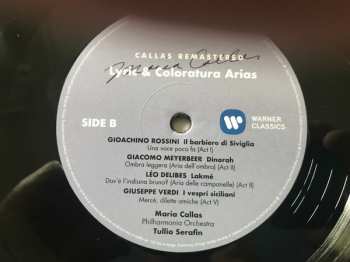 CALLAS REMASTERED
Maria Callas
Lyric & Coloratura Arias
SIDE B
WARNER
CLASSICS
GIOACHINO ROSSINI Il barbiere di Siviglia
Una voce poco fa (Act I)
GIACOMO MEYERBEER Dinorah
Ombra leggera (Aria dell'ombra) (Act II)
LÉO DELIBES Lakmé
Dov'è l'indiana bruna? (Aria delle campanelle) (Act II)
GIUSEPPE VERDI I vespri siciliani
Mercè, dilette amiche (Act V)
Maria Callas
Philharmonia Orchestra
Tullio Serafin